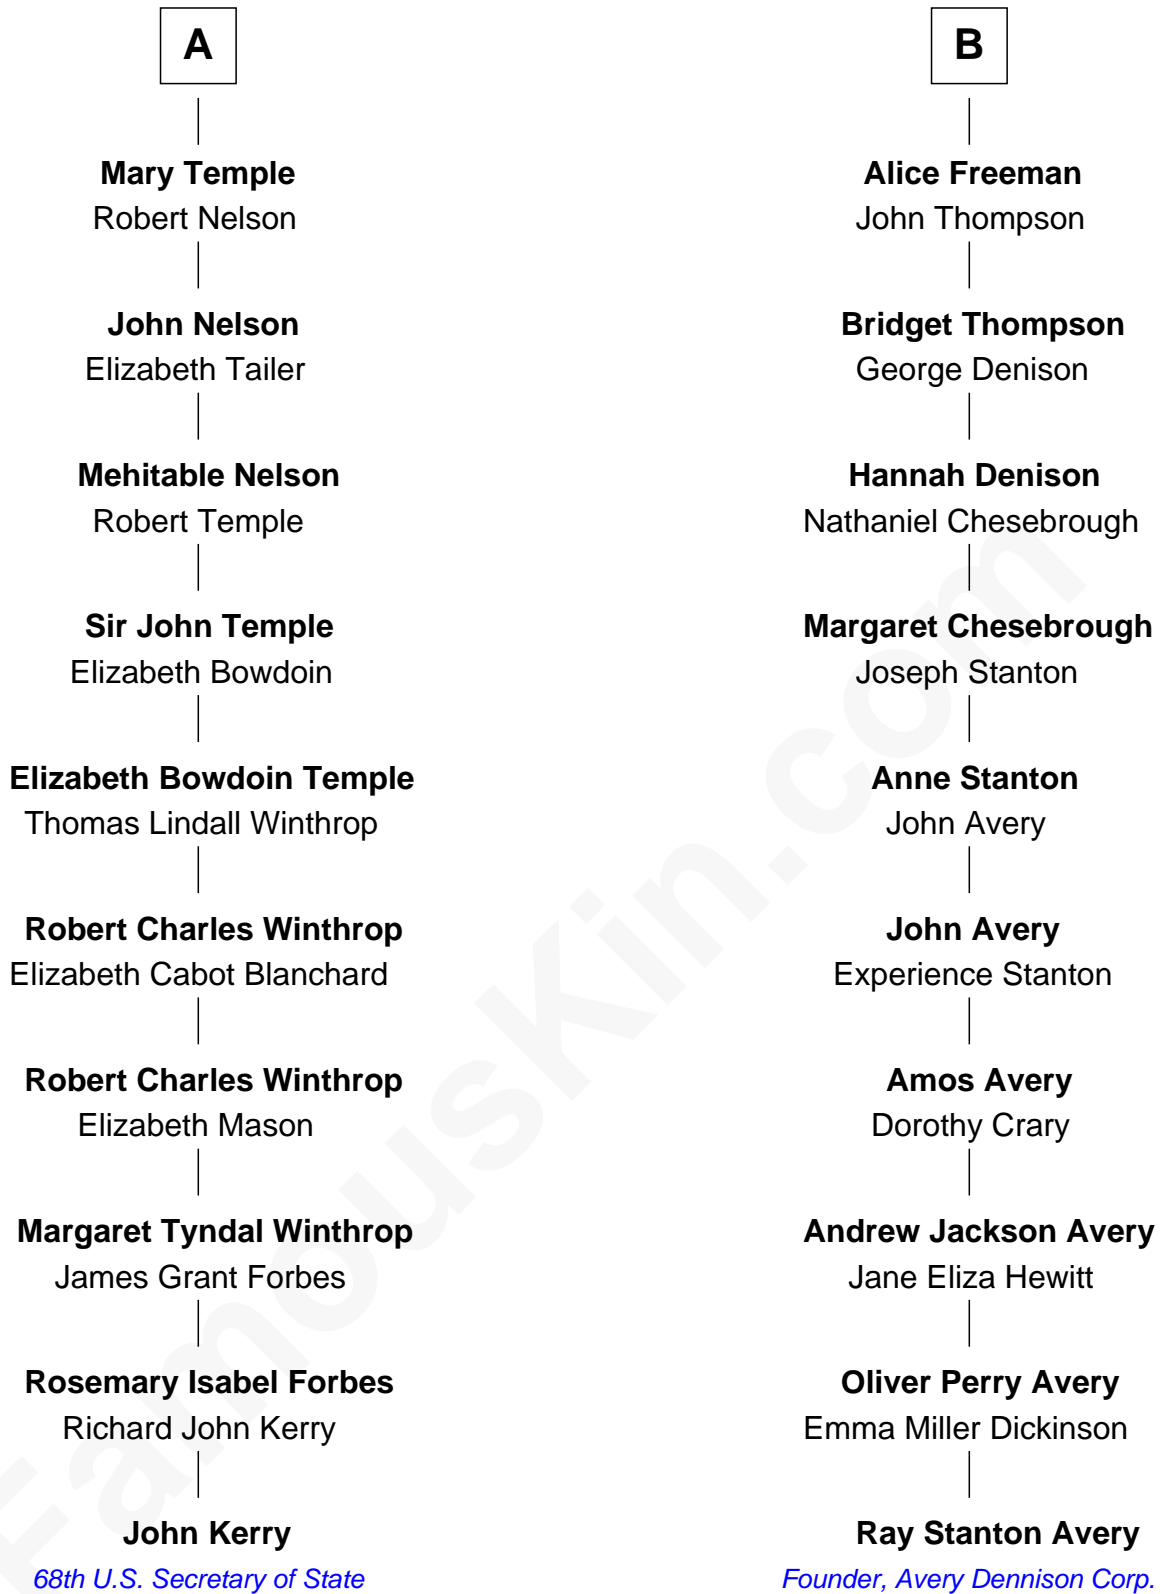 A
Mary Temple
Robert Nelson
John Nelson
Elizabeth Tailer
Mehitable Nelson
Robert Temple
Sir John Temple
Elizabeth Bowdoin
Elizabeth Bowdoin Temple
Thomas Lindall Winthrop
Robert Charles Winthrop
Elizabeth Cabot Blanchard
Robert Charles Winthrop
Elizabeth Mason
Margaret Tyndal Winthrop
James Grant Forbes
Rosemary Isabel Forbes
Richard John Kerry
John Kerry
68th U.S. Secretary of State
B
Alice Freeman
John Thompson
Bridget Thompson
George Denison
Hannah Denison
Nathaniel Chesebrough
Margaret Chesebrough
Joseph Stanton
Anne Stanton
John Avery
John Avery
Experience Stanton
Amos Avery
Dorothy Crary
Andrew Jackson Avery
Jane Eliza Hewitt
Oliver Perry Avery
Emma Miller Dickinson
Ray Stanton Avery
Founder, Avery Dennison Corp.
FamousKin.com